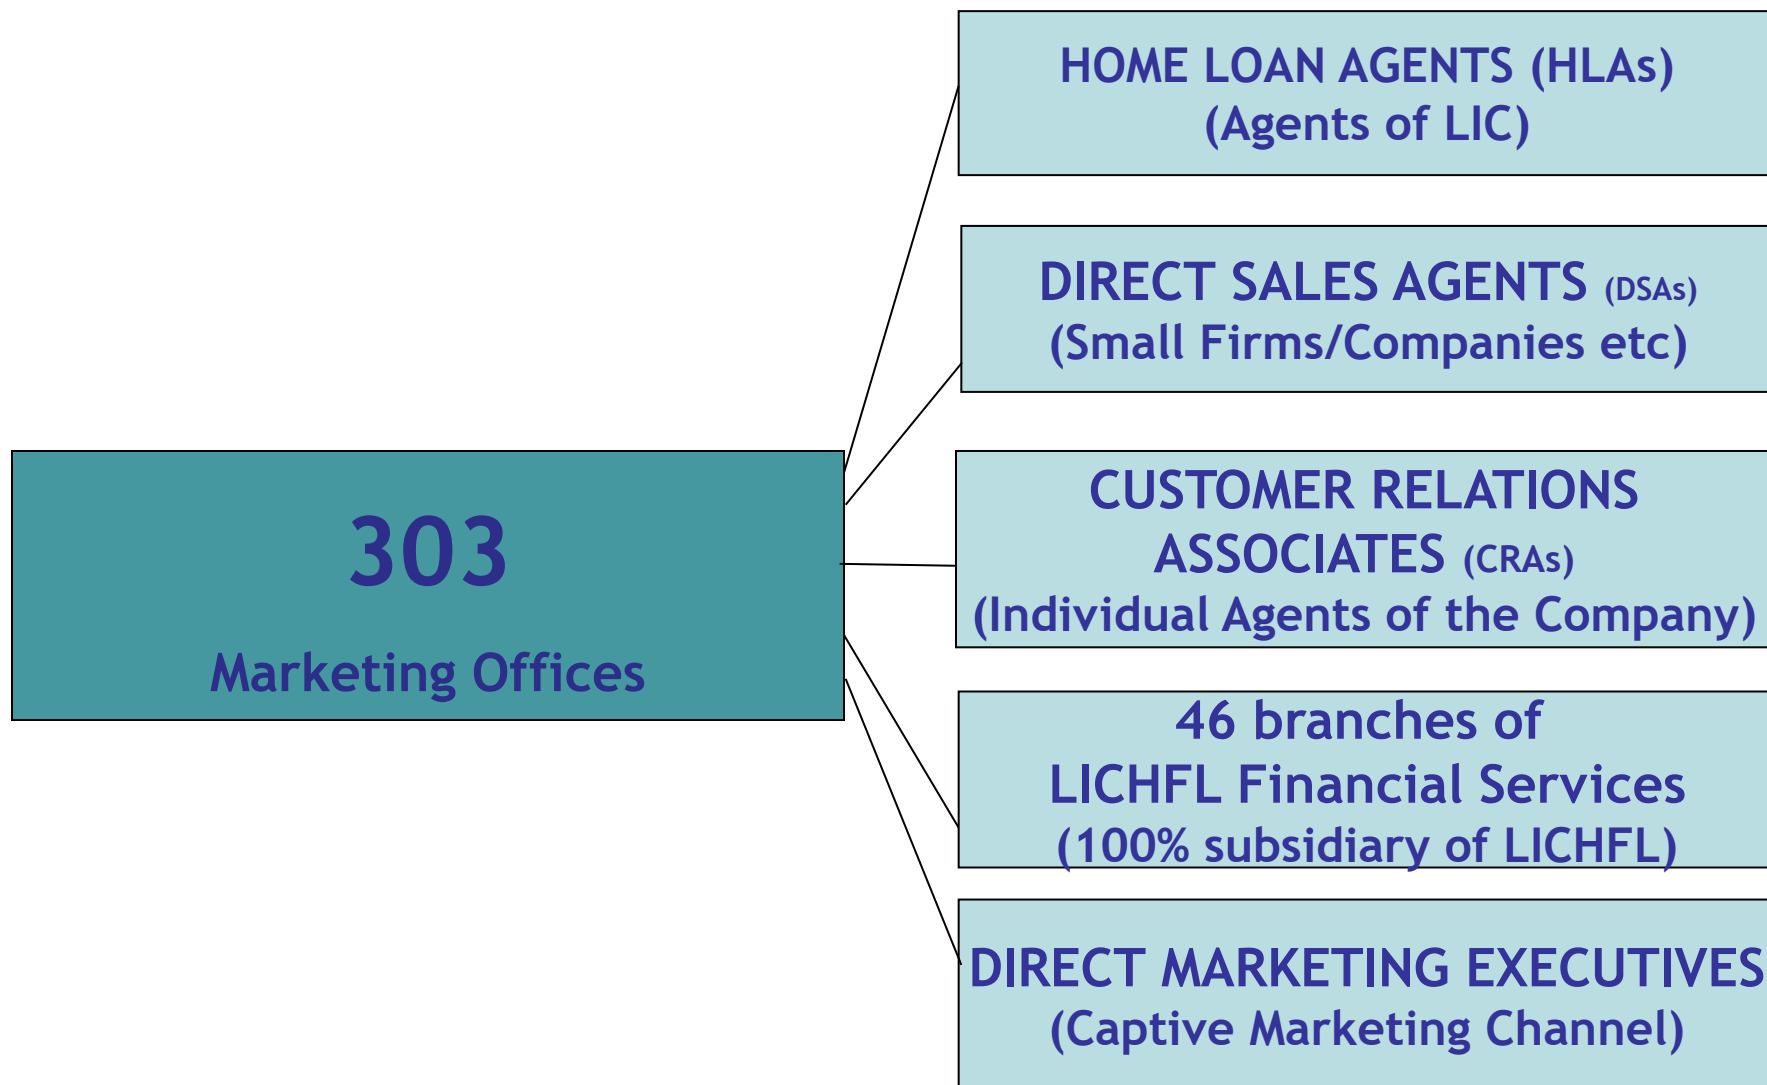 HOME LOAN AGENTS (HLAs)
(Agents of LIC)
DIRECT SALES AGENTS (DSAs)
(Small Firms/Companies etc)
303
Marketing Offices
CUSTOMER RELATIONS
ASSOCIATES (CRAs)
(Individual Agents of the Company)
46 branches of
LICHFL Financial Services
(100% subsidiary of LICHFL)
DIRECT MARKETING EXECUTIVES
(Captive Marketing Channel)